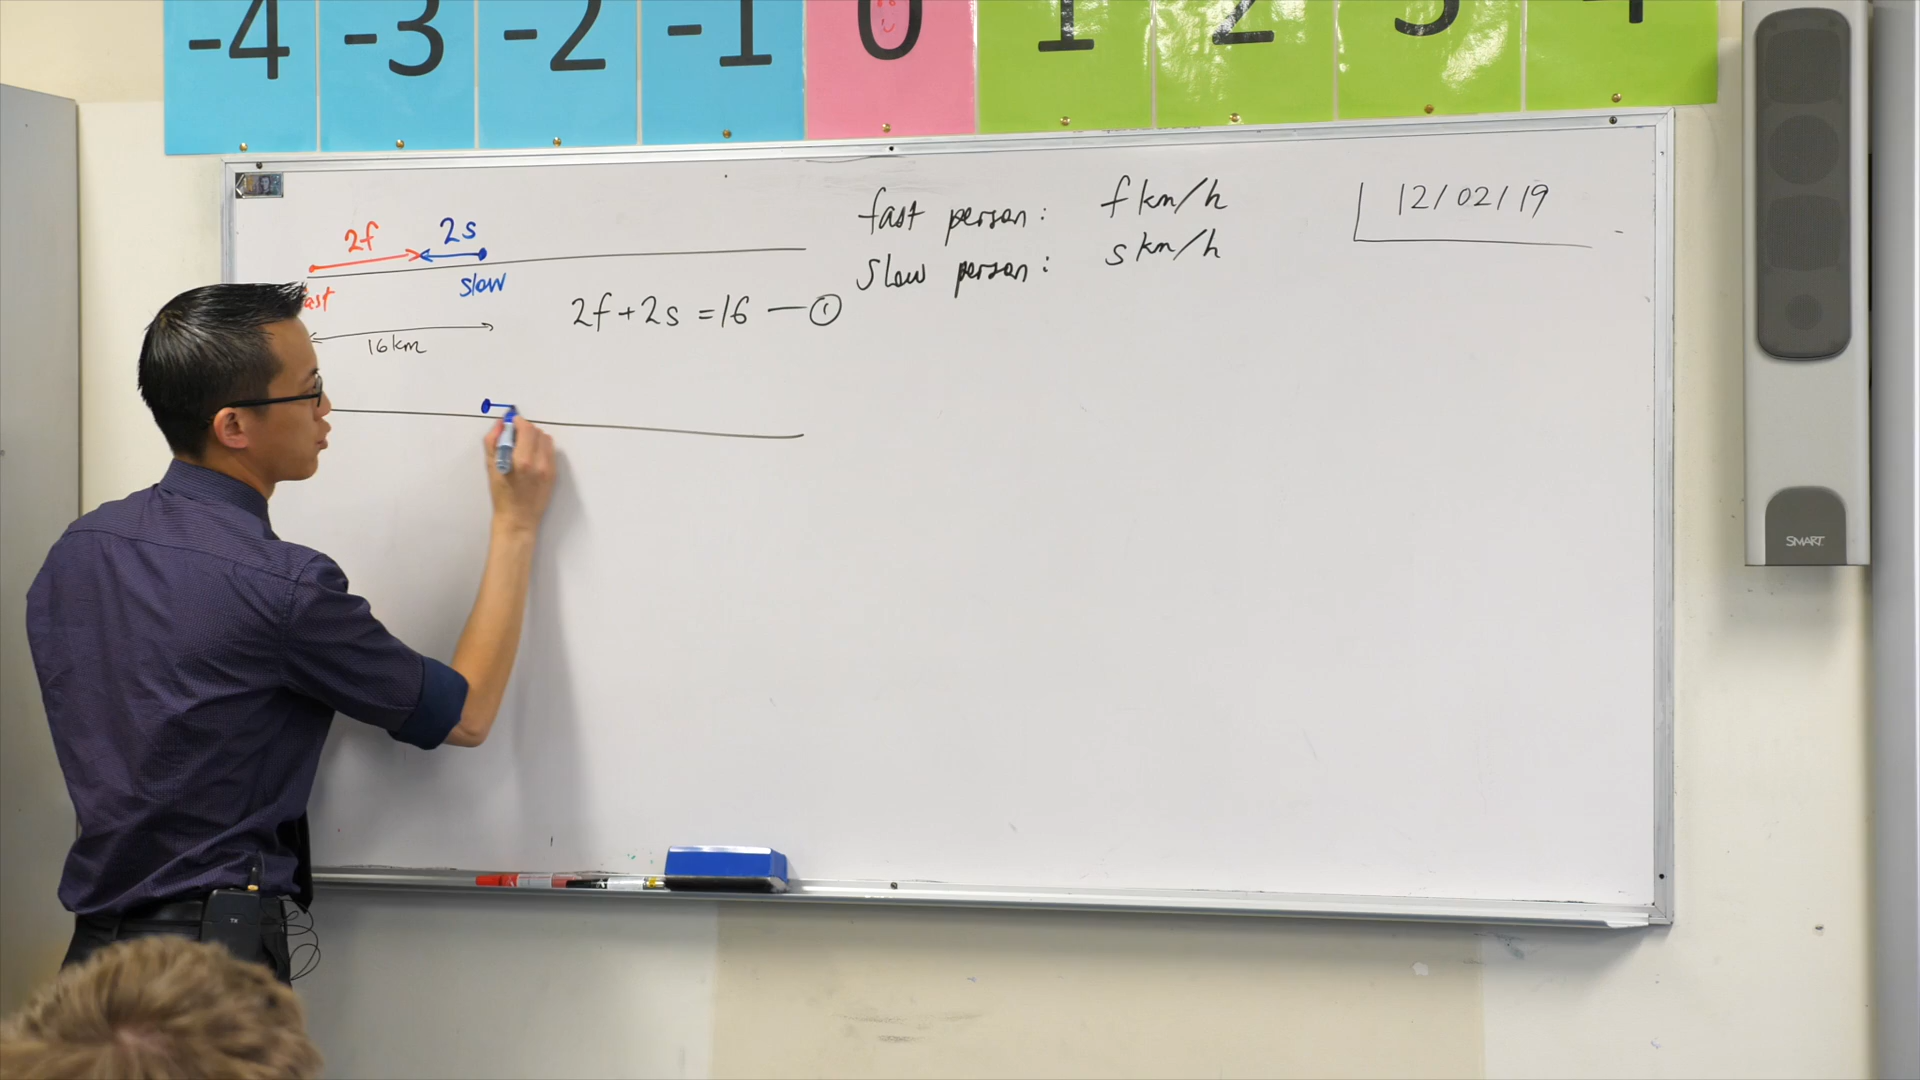 -4 -3 -2 -1 0 1 2 3 4
fast person: f km/h
12/02/19
slow person: s km/h
2f 2s
slow
2f + 2s = 16 — ①
16km
SMART